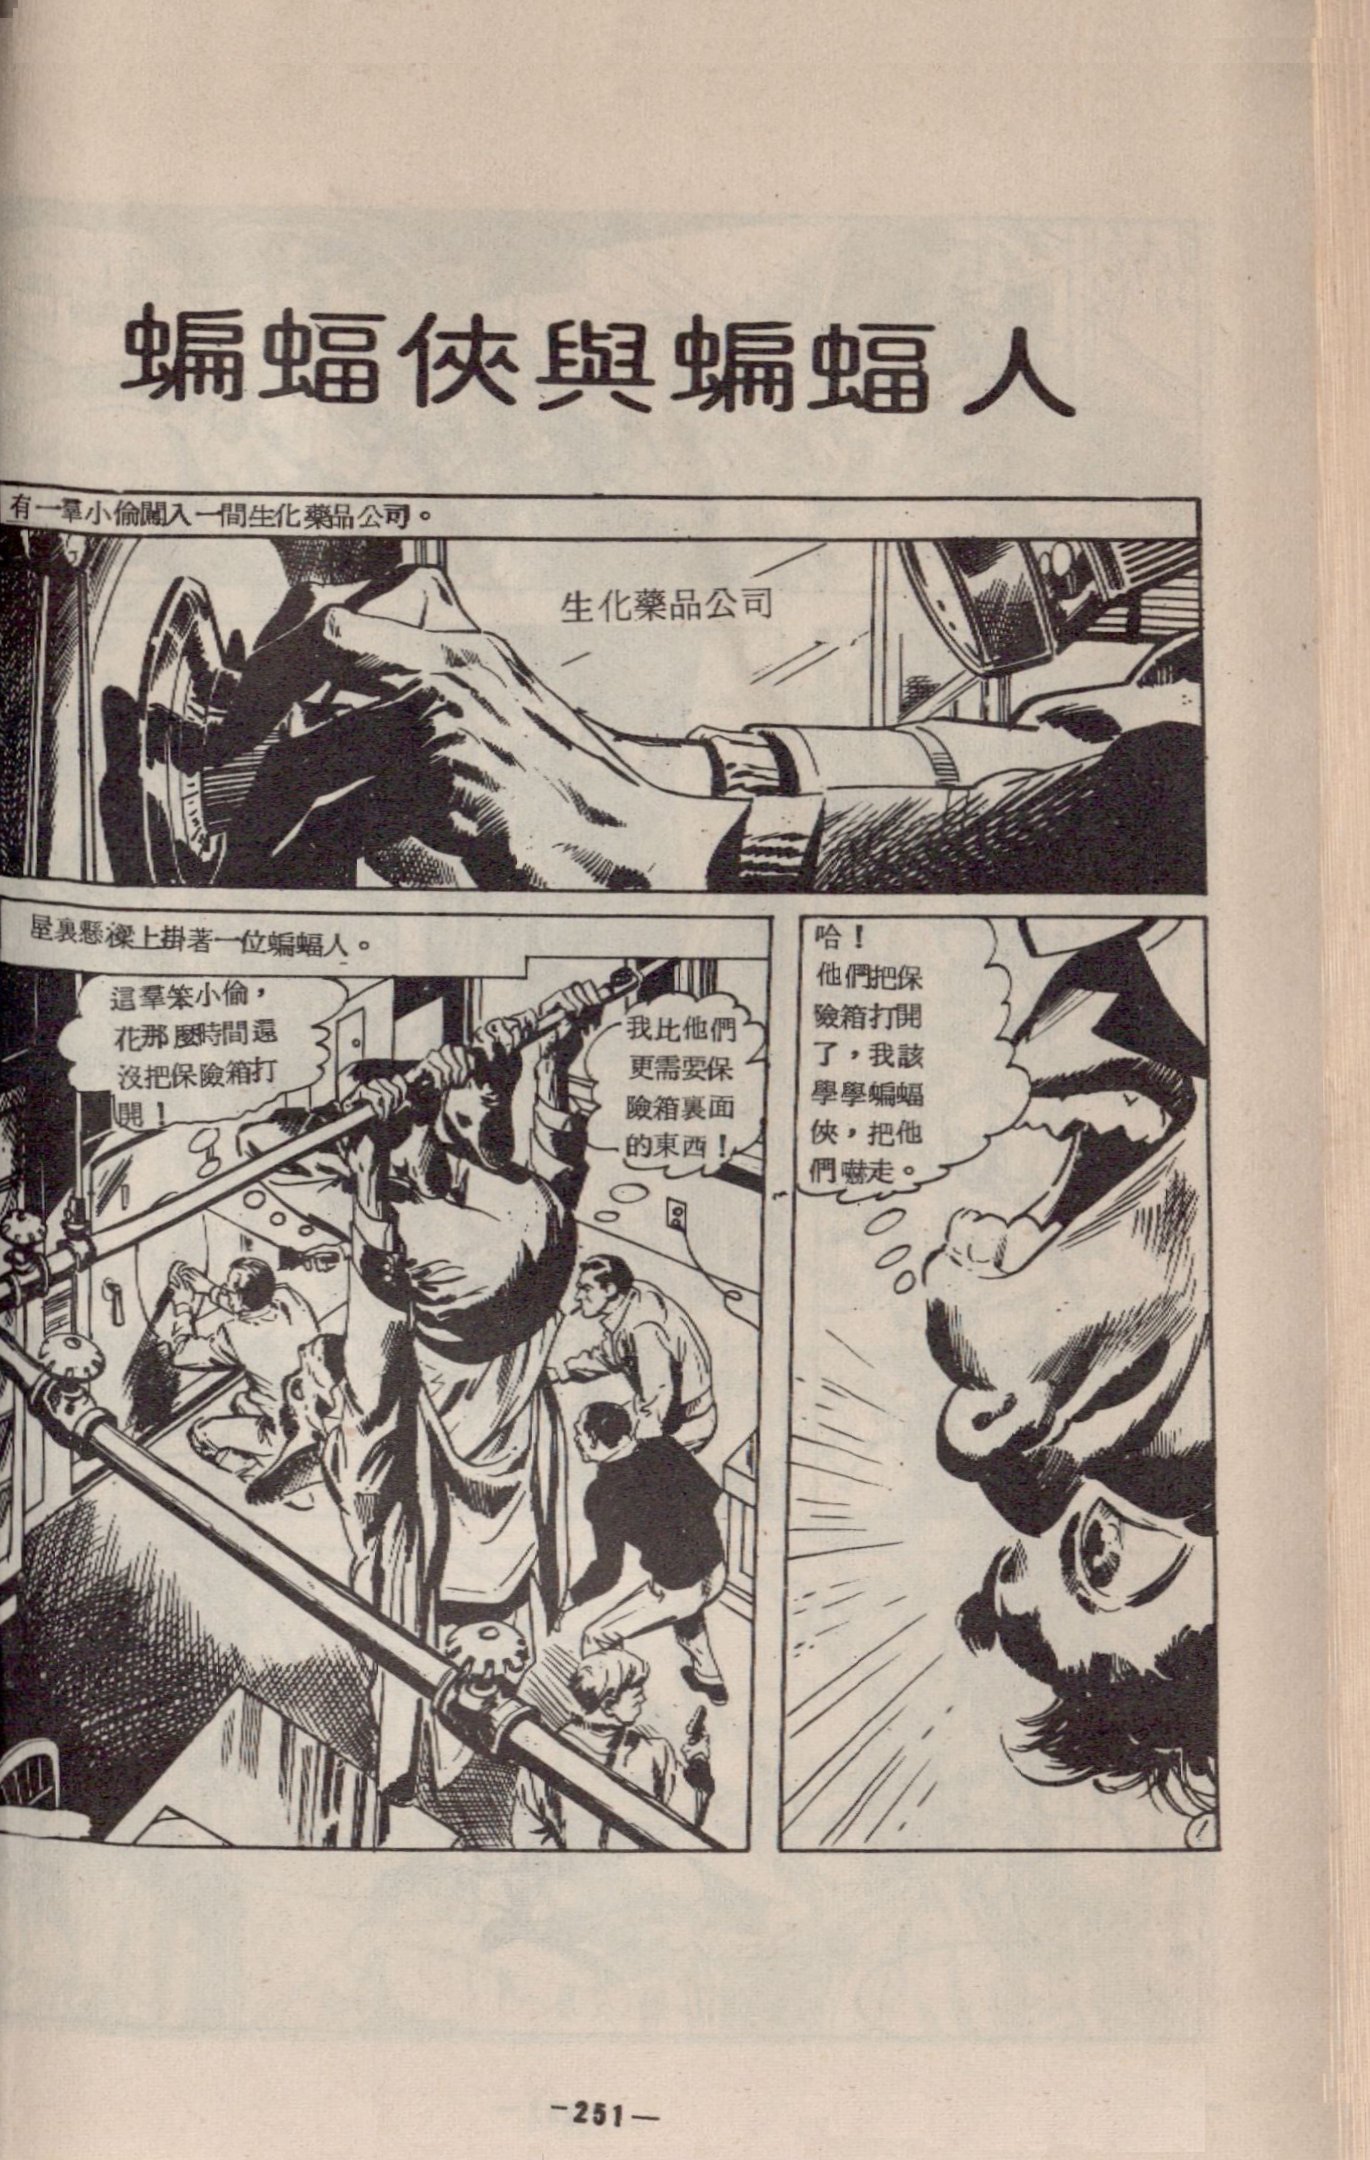 蝙蝠俠與蝙蝠人
有一羣小偷闖入一間生化藥品公司。
生化藥品公司
屋裏懸樑上掛著一位蝙蝠人。
這羣笨小偷，
花那麼時間還
沒把保險箱打
開！
我比他們
更需要保
險箱裏面
的東西！
哈！
他們把保
險箱打開
了，我該
學學蝙蝠
俠，把他
們嚇走。
-251-